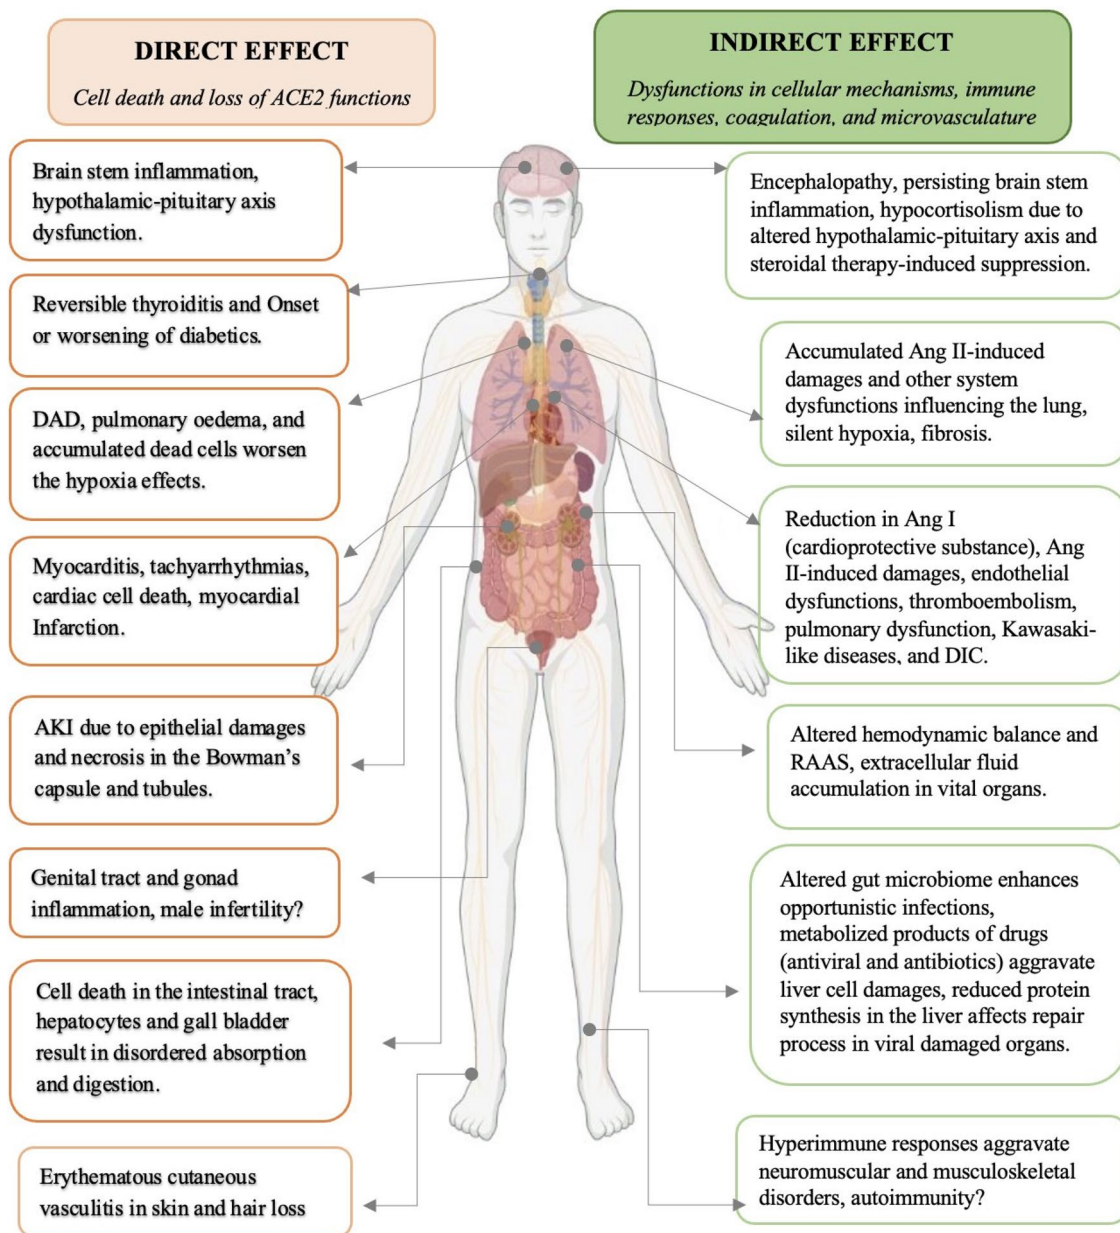 DIRECT EFFECT
Cell death and loss of ACE2 functions
INDIRECT EFFECT
Dysfunctions in cellular mechanisms, immune
responses, coagulation, and microvasculature
Brain stem inflammation,
hypothalamic-pituitary axis
dysfunction.
Reversible thyroiditis and Onset
or worsening of diabetics.
DAD, pulmonary oedema, and
accumulated dead cells worsen
the hypoxia effects.
Myocarditis, tachyarrhythmias,
cardiac cell death, myocardial
Infarction.
AKI due to epithelial damages
and necrosis in the Bowman’s
capsule and tubules.
Genital tract and gonad
inflammation, male infertility?
Cell death in the intestinal tract,
hepatocytes and gall bladder
result in disordered absorption
and digestion.
Erythematous cutaneous
vasculitis in skin and hair loss
Encephalopathy, persisting brain stem
inflammation, hypocortisolism due to
altered hypothalamic-pituitary axis and
steroidal therapy-induced suppression.
Accumulated Ang II-induced
damages and other system
dysfunctions influencing the lung,
silent hypoxia, fibrosis.
Reduction in Ang I
(cardioprotective substance), Ang
II-induced damages, endothelial
dysfunctions, thromboembolism,
pulmonary dysfunction, Kawasaki-
like diseases, and DIC.
Altered hemodynamic balance and
RAAS, extracellular fluid
accumulation in vital organs.
Altered gut microbiome enhances
opportunistic infections,
metabolized products of drugs
(antiviral and antibiotics) aggravate
liver cell damages, reduced protein
synthesis in the liver affects repair
process in viral damaged organs.
Hyperimmune responses aggravate
neuromuscular and musculoskeletal
disorders, autoimmunity?